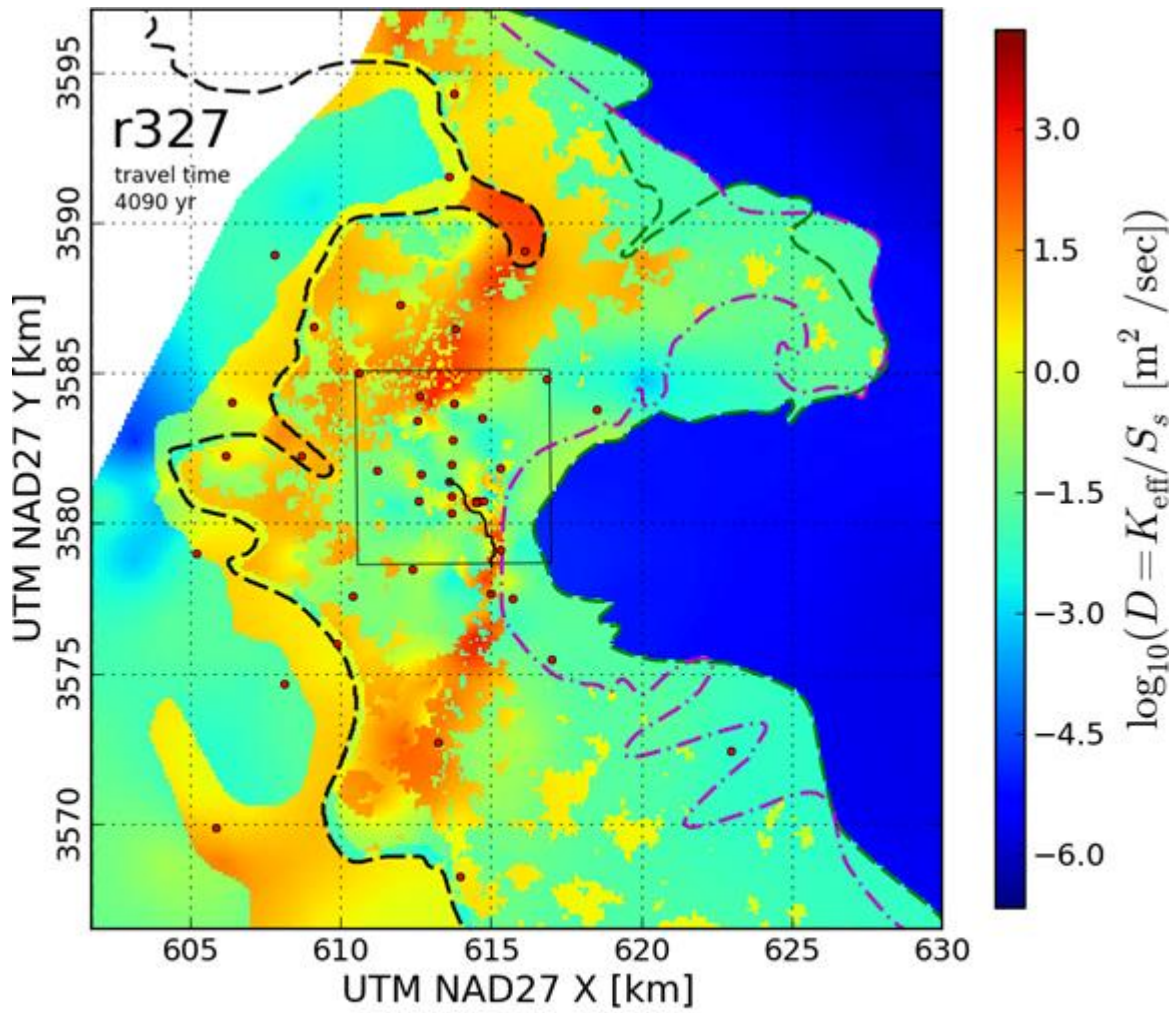 r327
travel time
4090 yr
3595
3590
3585
3580
3575
3570
UTM NAD27 Y [km]
605 610 615 620 625 630
UTM NAD27 X [km]
3.0
1.5
0.0
−1.5
−3.0
−4.5
−6.0
log₁₀(D = K_eff/S_s [m² /sec])